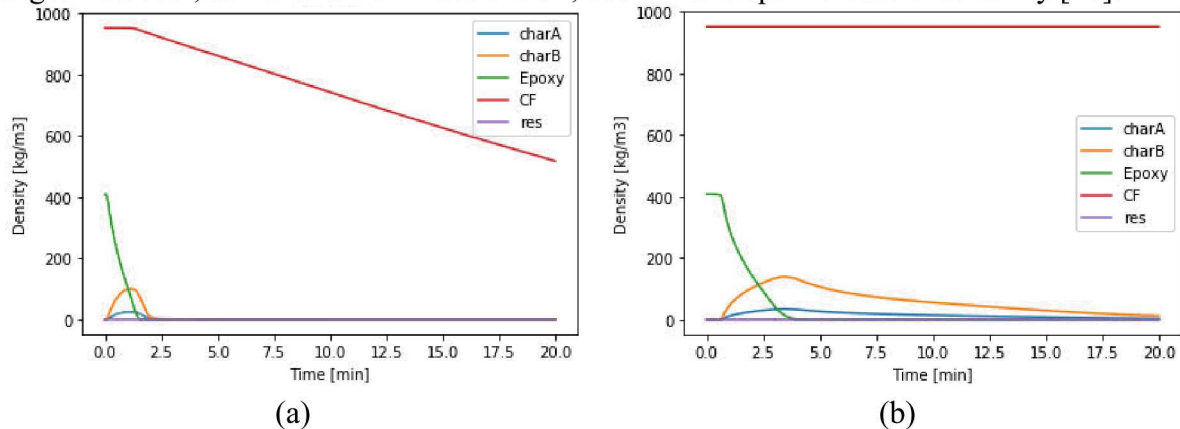 1000
800
600
400
200
0
Density [kg/m3]
charA
charB
Epoxy
CF
res
0.0 2.5 5.0 7.5 10.0 12.5 15.0 17.5 20.0
Time [min]
(a)
1000
800
600
400
200
0
Density [kg/m3]
charA
charB
Epoxy
CF
res
0.0 2.5 5.0 7.5 10.0 12.5 15.0 17.5 20.0
Time [min]
(b)